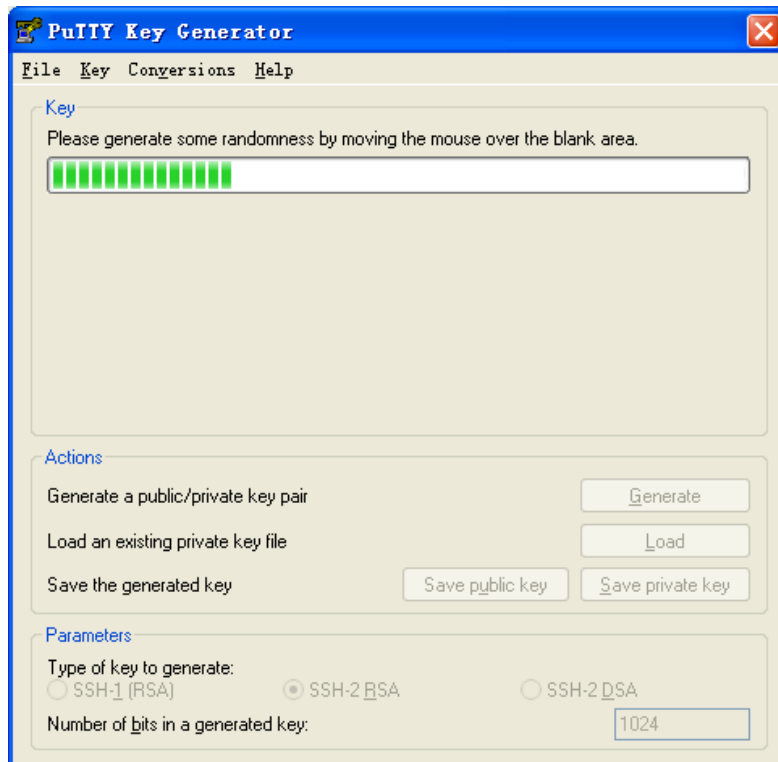 PuTTY Key Generator
File Key Conversions Help
Key
Please generate some randomness by moving the mouse over the blank area.
Actions
Generate a public/private key pair Generate
Load an existing private key file Load
Save the generated key Save public key Save private key
Parameters
Type of key to generate:
SSH-1 (RSA) SSH-2 RSA SSH-2 DSA
Number of bits in a generated key: 1024